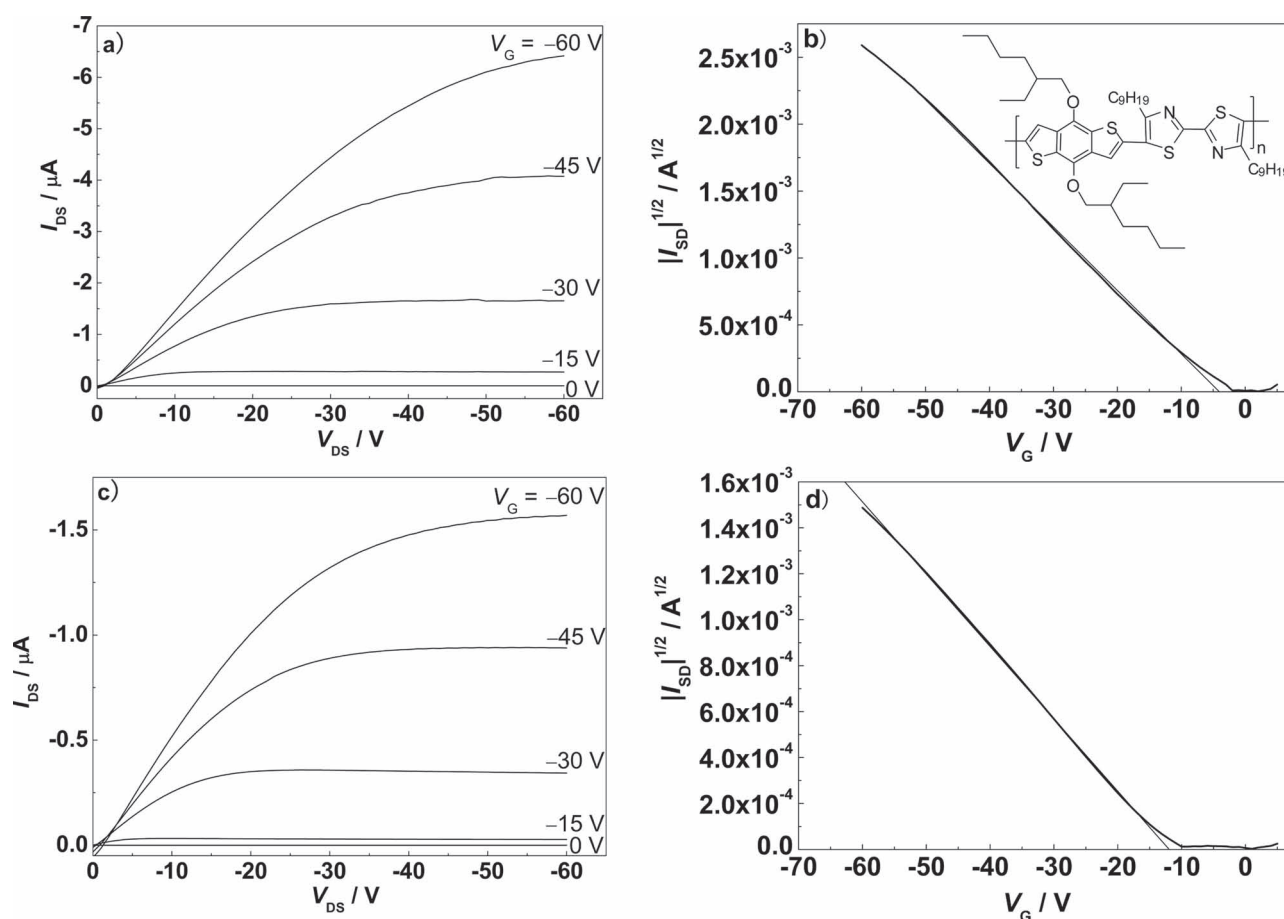 a)
V_G = −60 V
−45 V
−30 V
−15 V
0 V
-7
-6
-5
-4
-3
-2
-1
0
I_DS / μA
0 -10 -20 -30 -40 -50 -60
V_DS / V
b)
2.5x10⁻³
2.0x10⁻³
1.5x10⁻³
1.0x10⁻³
5.0x10⁻⁴
0.0
|I_SD|^1/2 / A^1/2
-70 -60 -50 -40 -30 -20 -10 0
V_G / V
O
C₉H₁₉
N
S
S
S
S
N
n
O
C₉H₁₉
c)
V_G = −60 V
−45 V
−30 V
−15 V
0 V
-1.5
-1.0
-0.5
0.0
I_DS / μA
0 -10 -20 -30 -40 -50 -60
V_DS / V
d)
1.6x10⁻³
1.4x10⁻³
1.2x10⁻³
1.0x10⁻³
8.0x10⁻⁴
6.0x10⁻⁴
4.0x10⁻⁴
2.0x10⁻⁴
0.0
|I_SD|^1/2 / A^1/2
-70 -60 -50 -40 -30 -20 -10 0
V_G / V